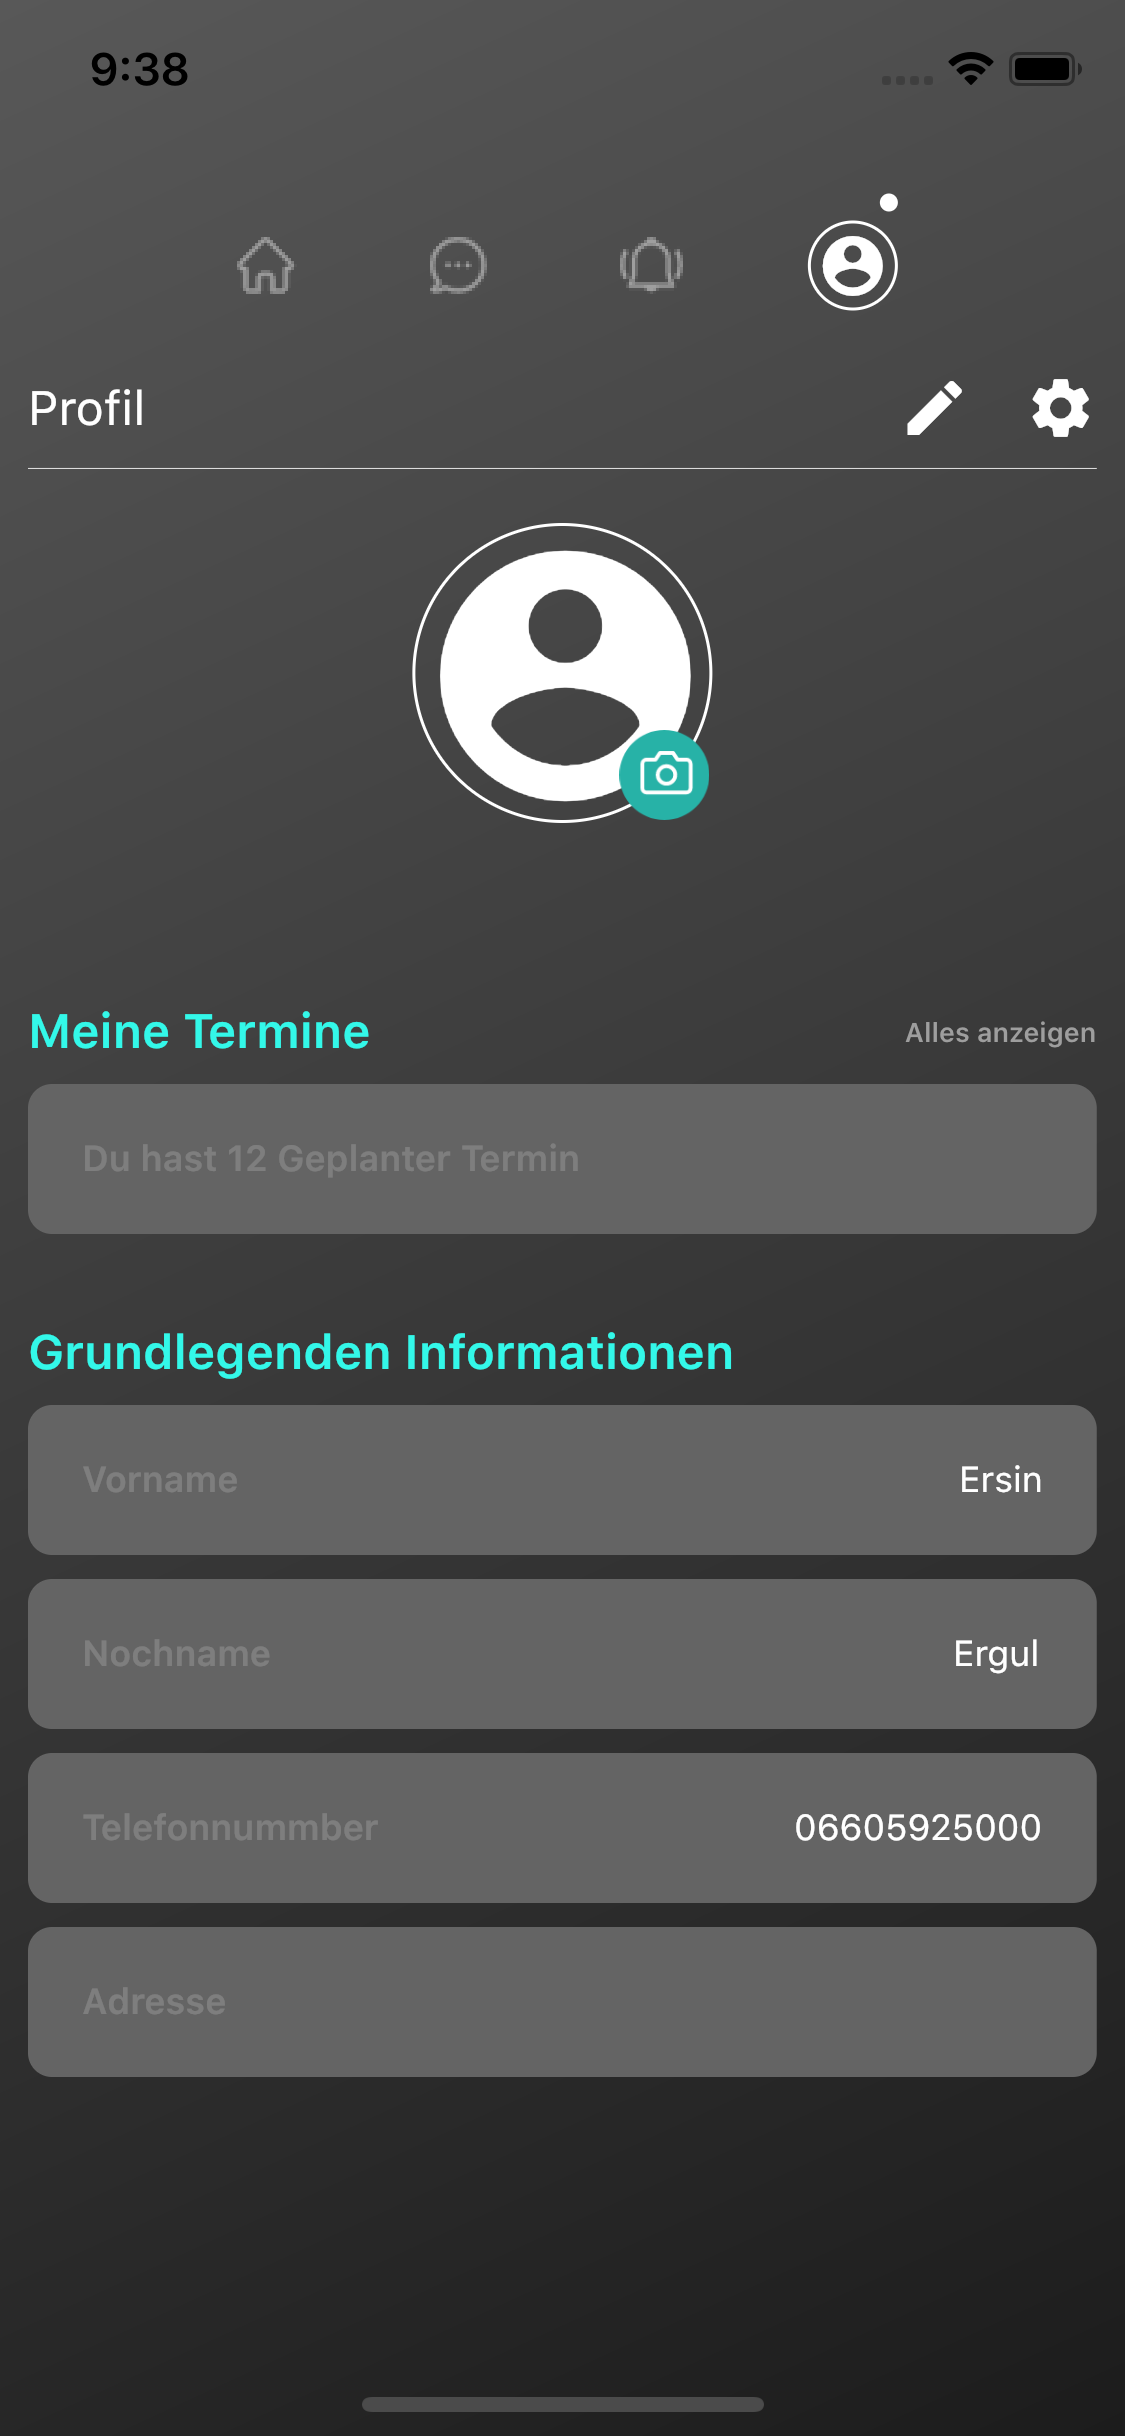 9:38
Profil
Meine Termine
Alles anzeigen
Du hast 12 Geplanter Termin
Grundlegenden Informationen
Vorname
Ersin
Nochname
Ergul
Telefonnummber
06605925000
Adresse